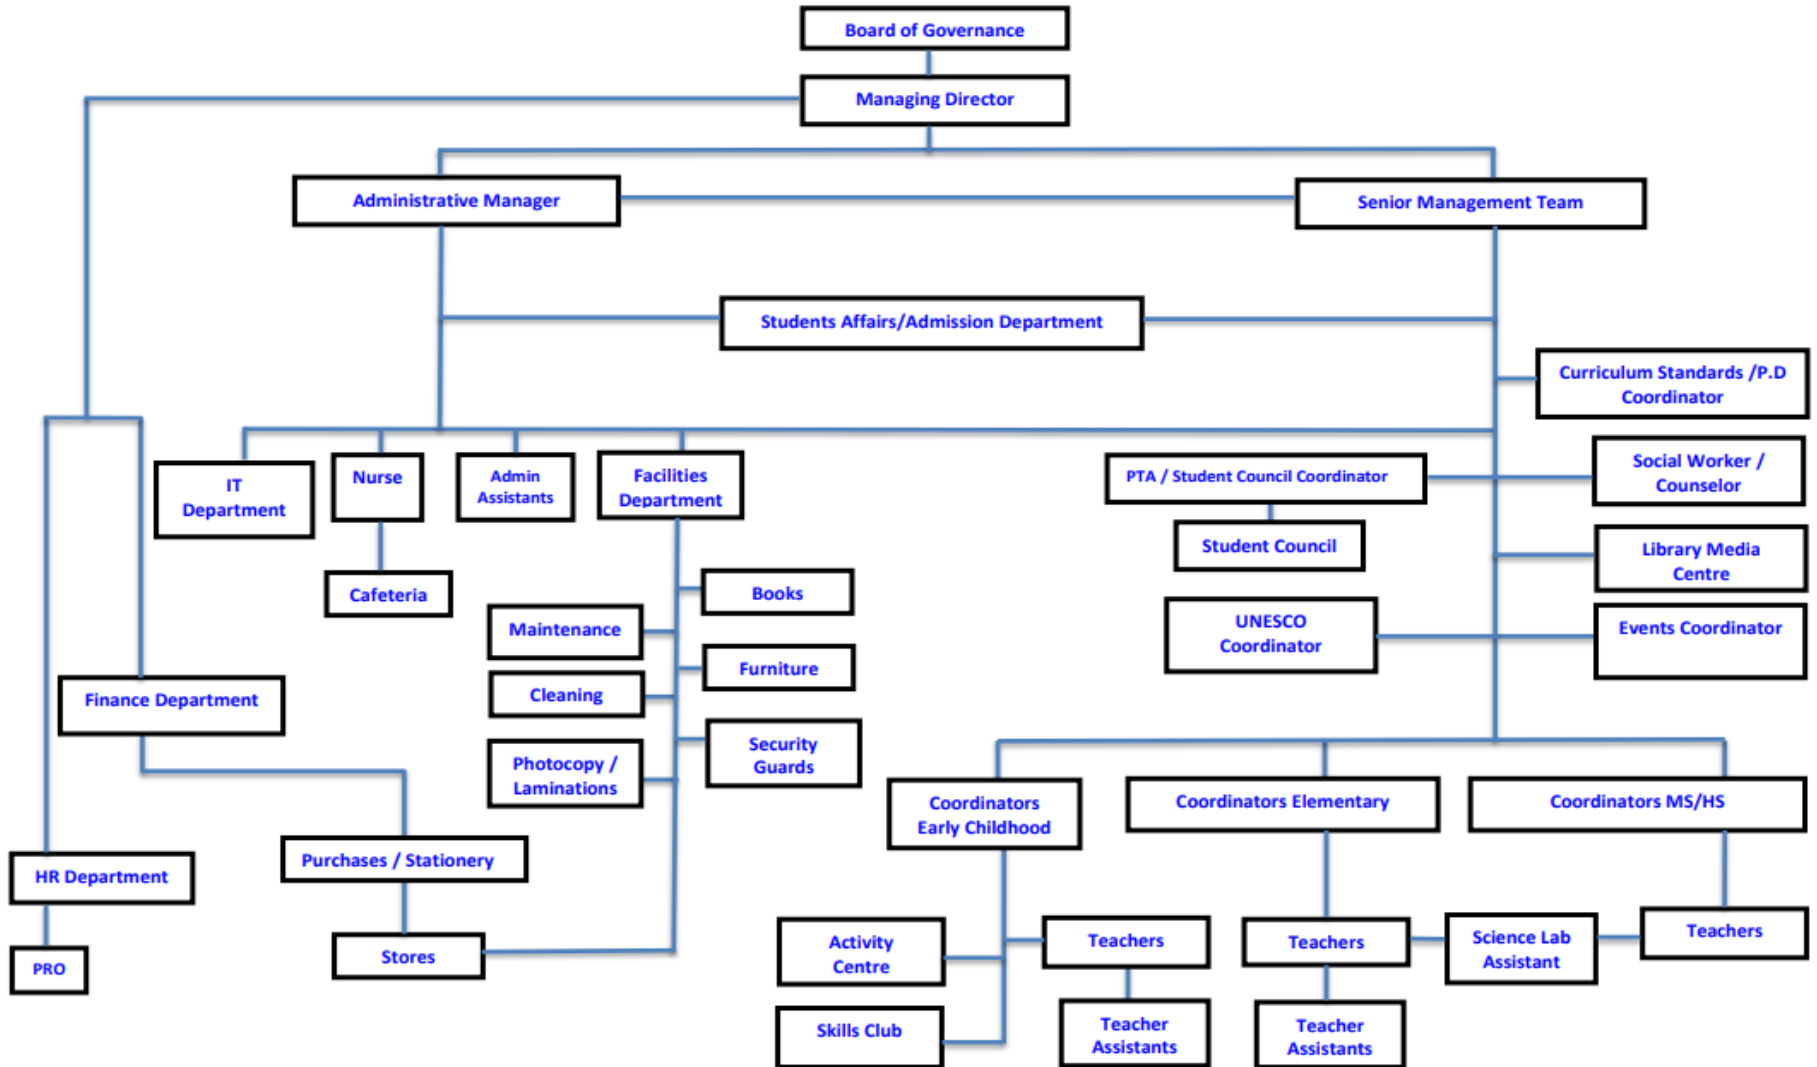 Board of Governance
Managing Director
Administrative Manager
Senior Management Team
Students Affairs/Admission Department
Curriculum Standards /P.D
Coordinator
IT
Department
Nurse
Admin
Assistants
Facilities
Department
PTA / Student Council Coordinator
Social Worker /
Counselor
Student Council
Library Media
Centre
Cafeteria
Books
Maintenance
UNESCO
Coordinator
Events Coordinator
Furniture
Cleaning
Finance Department
Security
Guards
Photocopy /
Laminations
Coordinators
Early Childhood
Coordinators Elementary
Coordinators MS/HS
Purchases / Stationery
HR Department
Stores
PRO
Activity
Centre
Teachers
Teachers
Science Lab
Assistant
Teachers
Skills Club
Teacher
Assistants
Teacher
Assistants